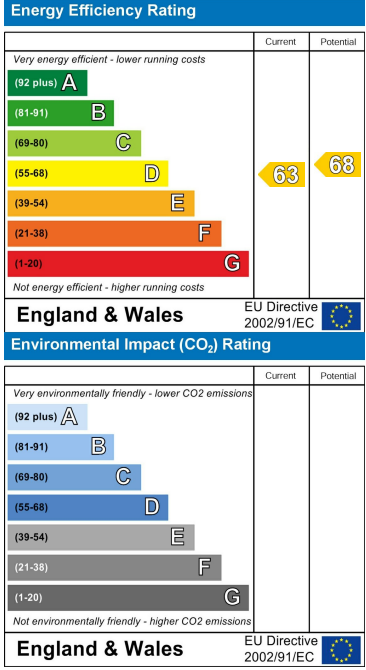 Energy Efficiency Rating
Current Potential
Very energy efficient - lower running costs
(92 plus) A
(81-91) B
(69-80) C
(55-68) D
63 68
(39-54) E
(21-38) F
(1-20) G
Not energy efficient - higher running costs
England & Wales
EU Directive
2002/91/EC
Environmental Impact (CO₂) Rating
Current Potential
Very environmentally friendly - lower CO2 emissions
(92 plus) A
(81-91) B
(69-80) C
(55-68) D
(39-54) E
(21-38) F
(1-20) G
Not environmentally friendly - higher CO2 emissions
England & Wales
EU Directive
2002/91/EC